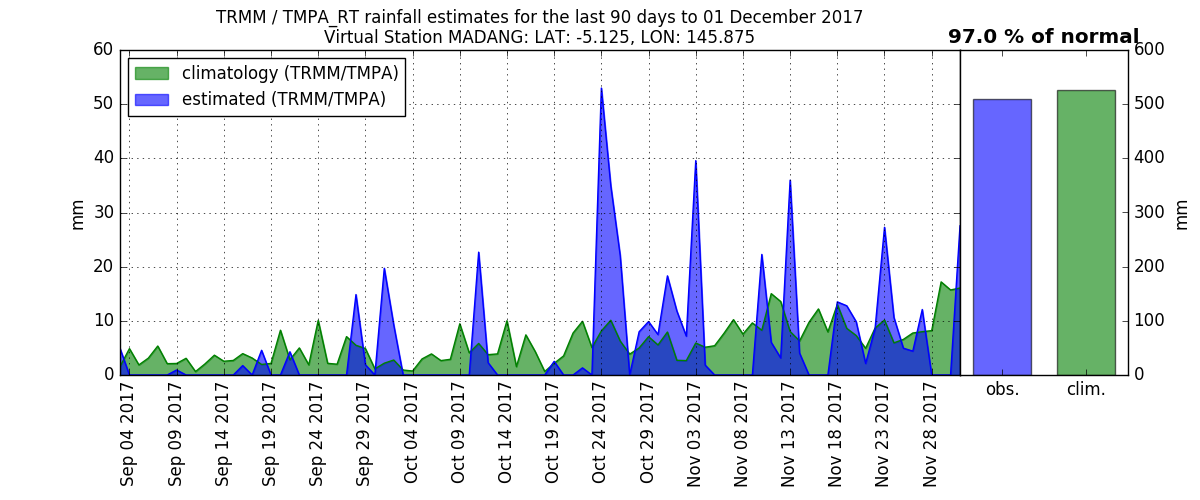 TRMM / TMPA_RT rainfall estimates for the last 90 days to 01 December 2017
Virtual Station MADANG: LAT: -5.125, LON: 145.875
97.0 % of normal
climatology (TRMM/TMPA)
estimated (TRMM/TMPA)
60
50
40
30
20
10
0
mm
600
500
400
300
200
100
0
mm
Sep 04 2017
Sep 09 2017
Sep 14 2017
Sep 19 2017
Sep 24 2017
Sep 29 2017
Oct 04 2017
Oct 09 2017
Oct 14 2017
Oct 19 2017
Oct 24 2017
Oct 29 2017
Nov 03 2017
Nov 08 2017
Nov 13 2017
Nov 18 2017
Nov 23 2017
Nov 28 2017
obs.
clim.